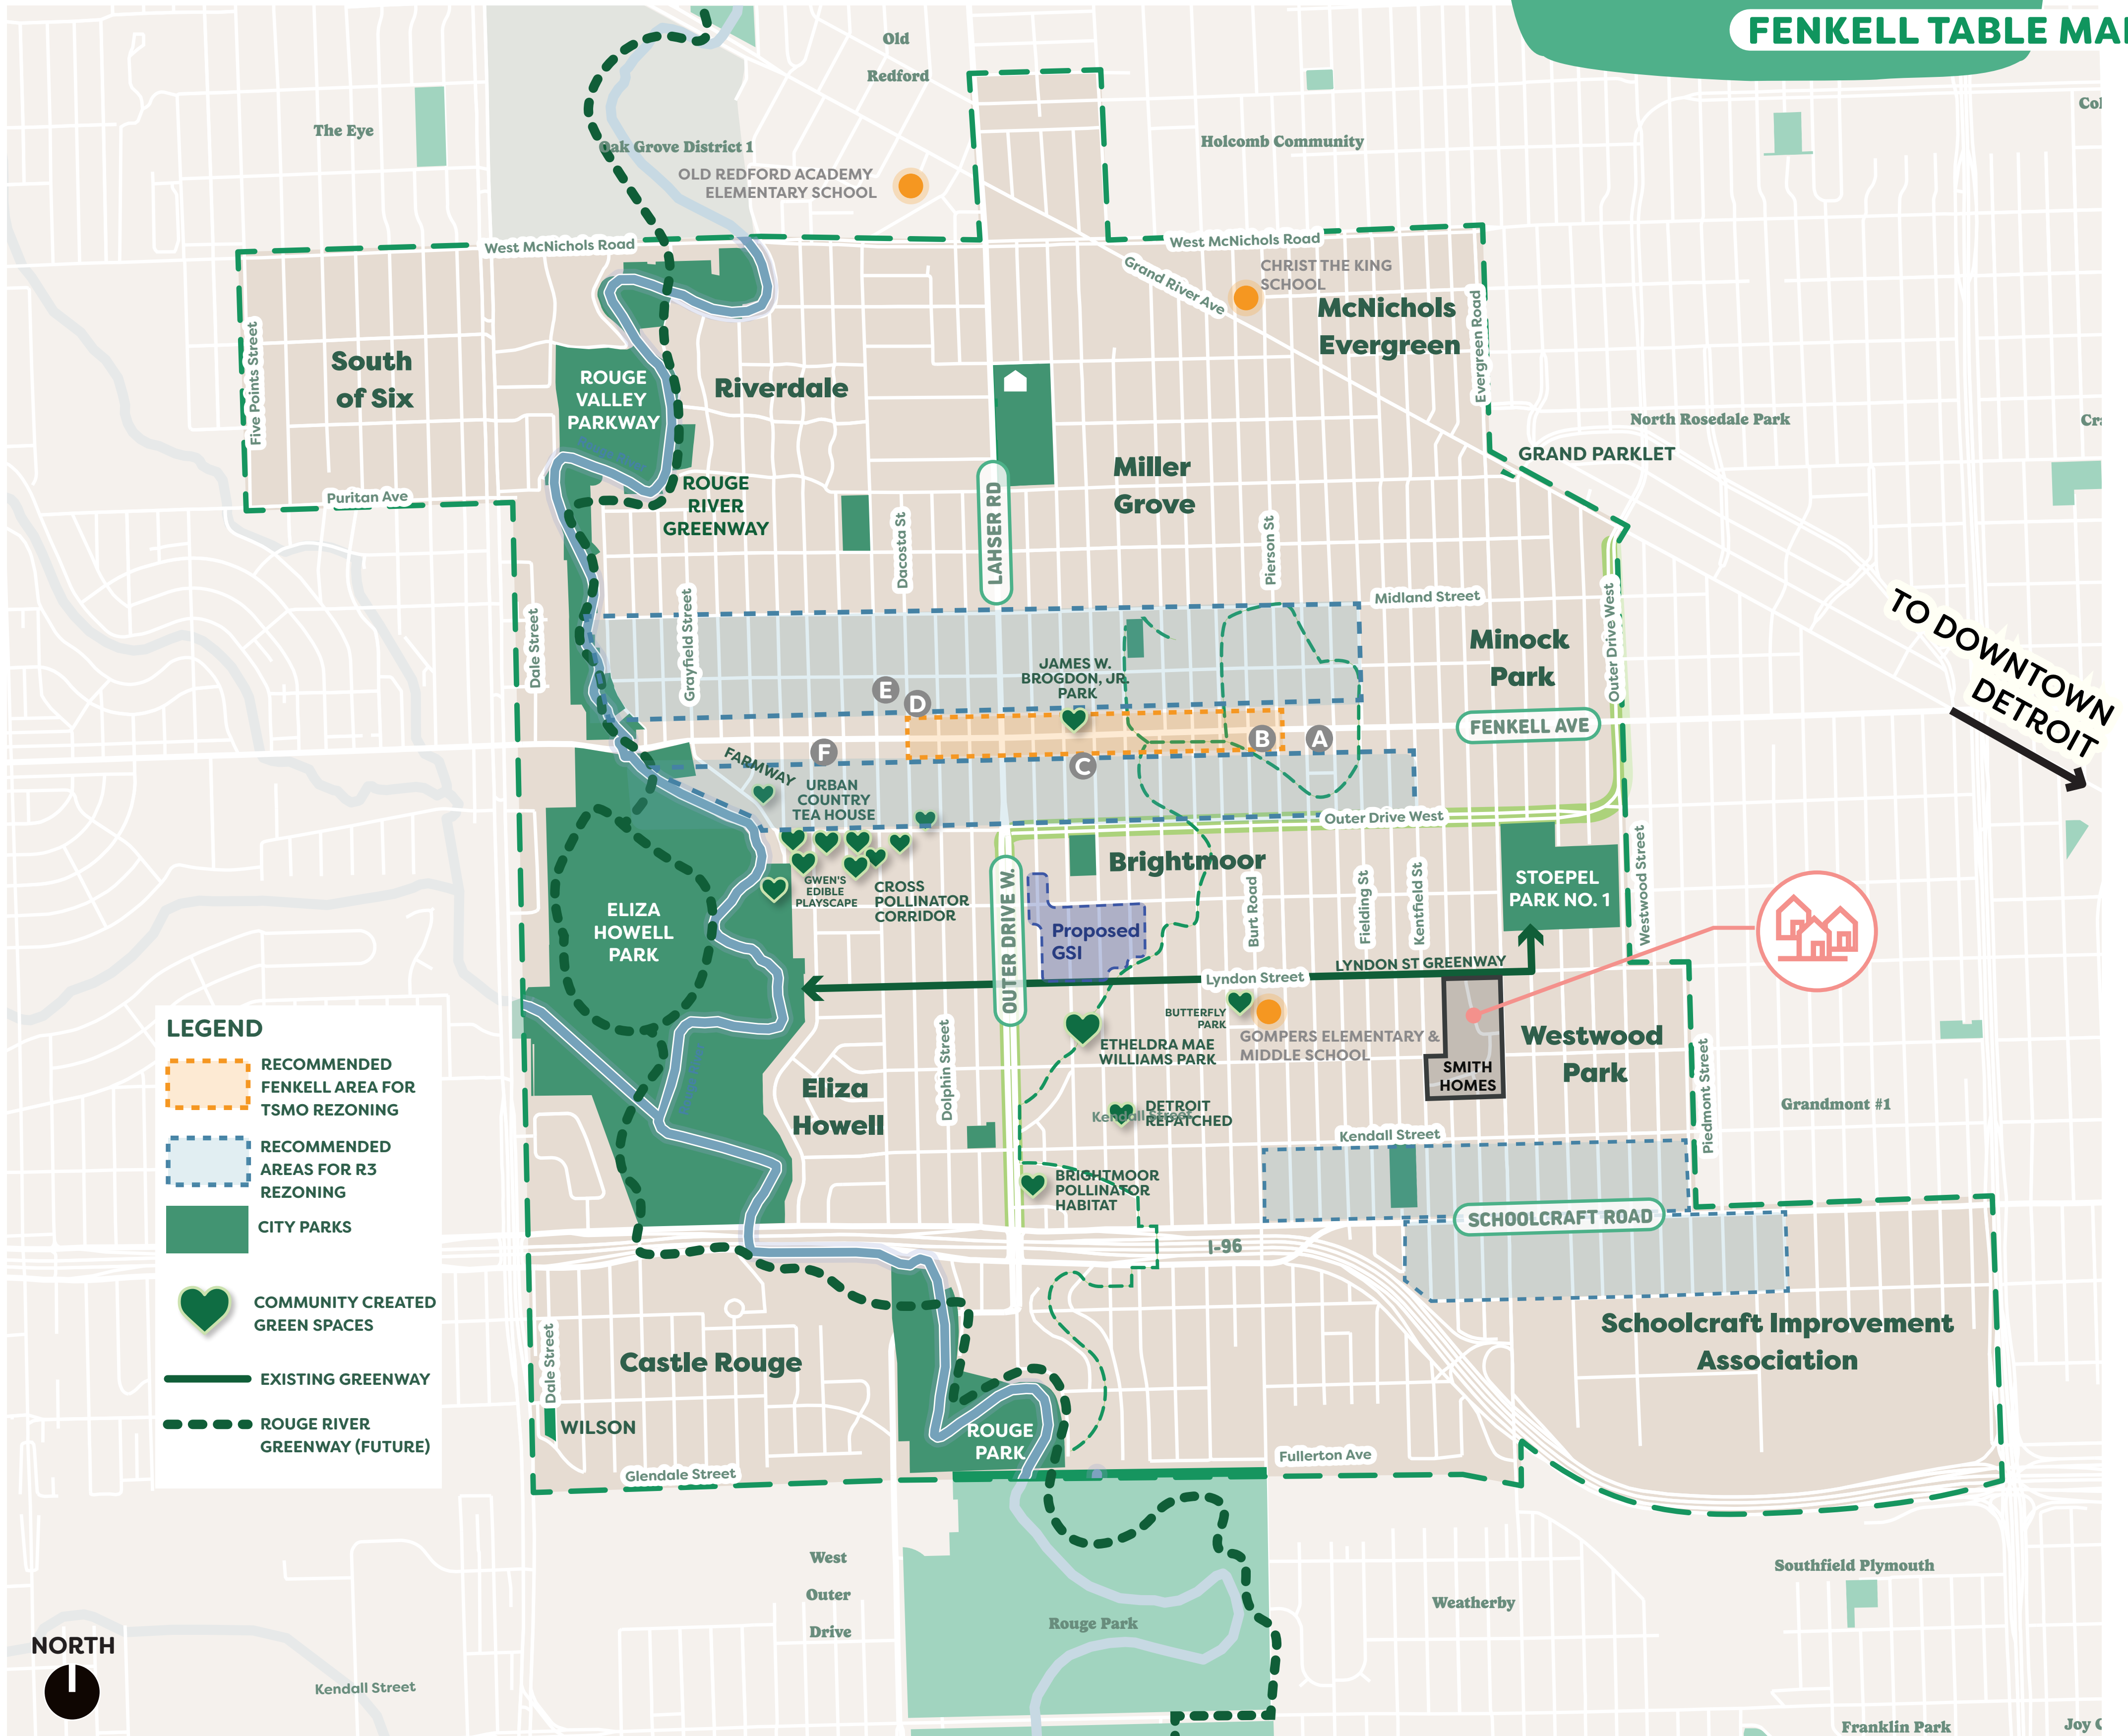 FENKELL TABLE MA
Old
Redford
The Eye
Oak Grove District 1
Holcomb Community
OLD REDFORD ACADEMY
ELEMENTARY SCHOOL
West McNichols Road
West McNichols Road
Grand River Ave
CHRIST THE KING
SCHOOL
McNichols
Evergreen
Evergreen Road
Five Points Street
South
of Six
ROUGE
VALLEY
PARKWAY
Rouge River
Riverdale
North Rosedale Park
GRAND PARKLET
Miller
Grove
Puritan Ave
ROUGE
RIVER
GREENWAY
LAHSER RD
Dacosta St
Pierson St
Midland Street
Dale Street
Grayfield Street
Outer Drive West
Minock
Park
TO DOWNTOWN
DETROIT
JAMES W.
BROGDON, JR.
PARK
E
D
FENKELL AVE
F
B
A
C
FARMWAY
URBAN
COUNTRY
TEA HOUSE
Outer Drive West
Brightmoor
GWEN'S
EDIBLE
PLAYSCAPE
CROSS
POLLINATOR
CORRIDOR
STOEPEL
PARK NO. 1
Westwood Street
ELIZA
HOWELL
PARK
OUTER DRIVE W.
Proposed
GSI
Burt Road
Fielding St
Kentfield St
LYNDON ST GREENWAY
Lyndon Street
BUTTERFLY
PARK
ETHELDRA MAE
WILLIAMS PARK
GOMPERS ELEMENTARY &
MIDDLE SCHOOL
SMITH
HOMES
Westwood
Park
Piedmont Street
Grandmont #1
Rouge River
Eliza
Howell
Dolphin Street
DETROIT
REPATCHED
Kendall Street
Kendall Street
BRIGHTMOOR
POLLINATOR
HABITAT
SCHOOLCRAFT ROAD
I-96
Schoolcraft Improvement
Association
Castle Rouge
Dale Street
WILSON
ROUGE
PARK
Glendale Street
Fullerton Ave
LEGEND
RECOMMENDED
FENKELL AREA FOR
TSMO REZONING
RECOMMENDED
AREAS FOR R3
REZONING
CITY PARKS
COMMUNITY CREATED
GREEN SPACES
EXISTING GREENWAY
ROUGE RIVER
GREENWAY (FUTURE)
West
Outer
Drive
Rouge Park
Weatherby
Southfield Plymouth
NORTH
Kendall Street
Franklin Park
Joy